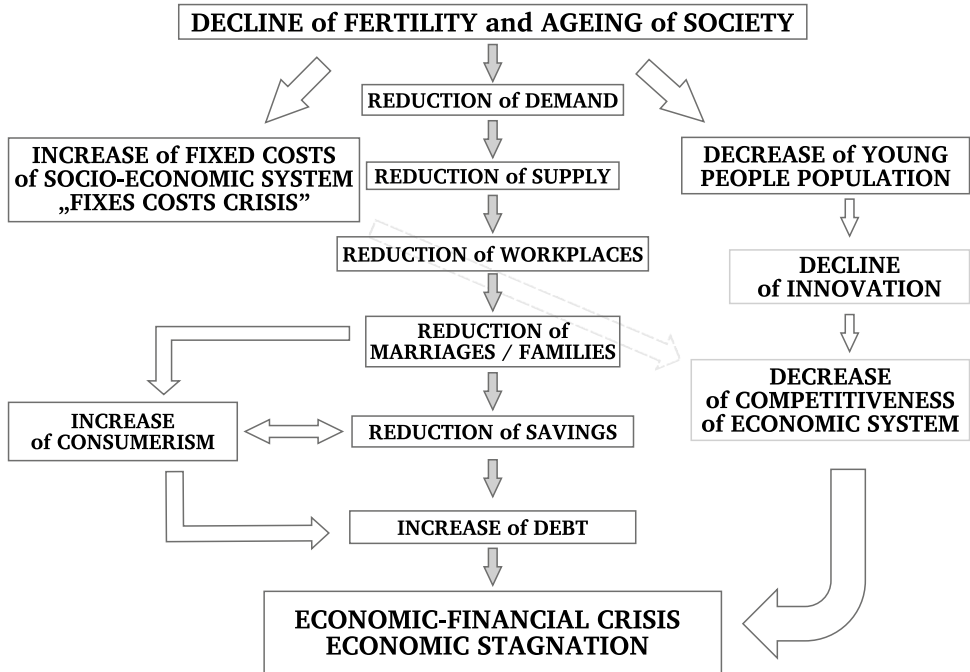 DECLINE of FERTILITY and AGEING of SOCIETY
REDUCTION of DEMAND
INCREASE of FIXED COSTS
of SOCIO-ECONOMIC SYSTEM
„FIXES COSTS CRISIS”
REDUCTION of SUPPLY
DECREASE of YOUNG
PEOPLE POPULATION
REDUCTION of WORKPLACES
DECLINE
of INNOVATION
REDUCTION of
MARRIAGES / FAMILIES
DECREASE
of COMPETITIVENESS
of ECONOMIC SYSTEM
INCREASE
of CONSUMERISM
REDUCTION of SAVINGS
INCREASE of DEBT
ECONOMIC-FINANCIAL CRISIS
ECONOMIC STAGNATION